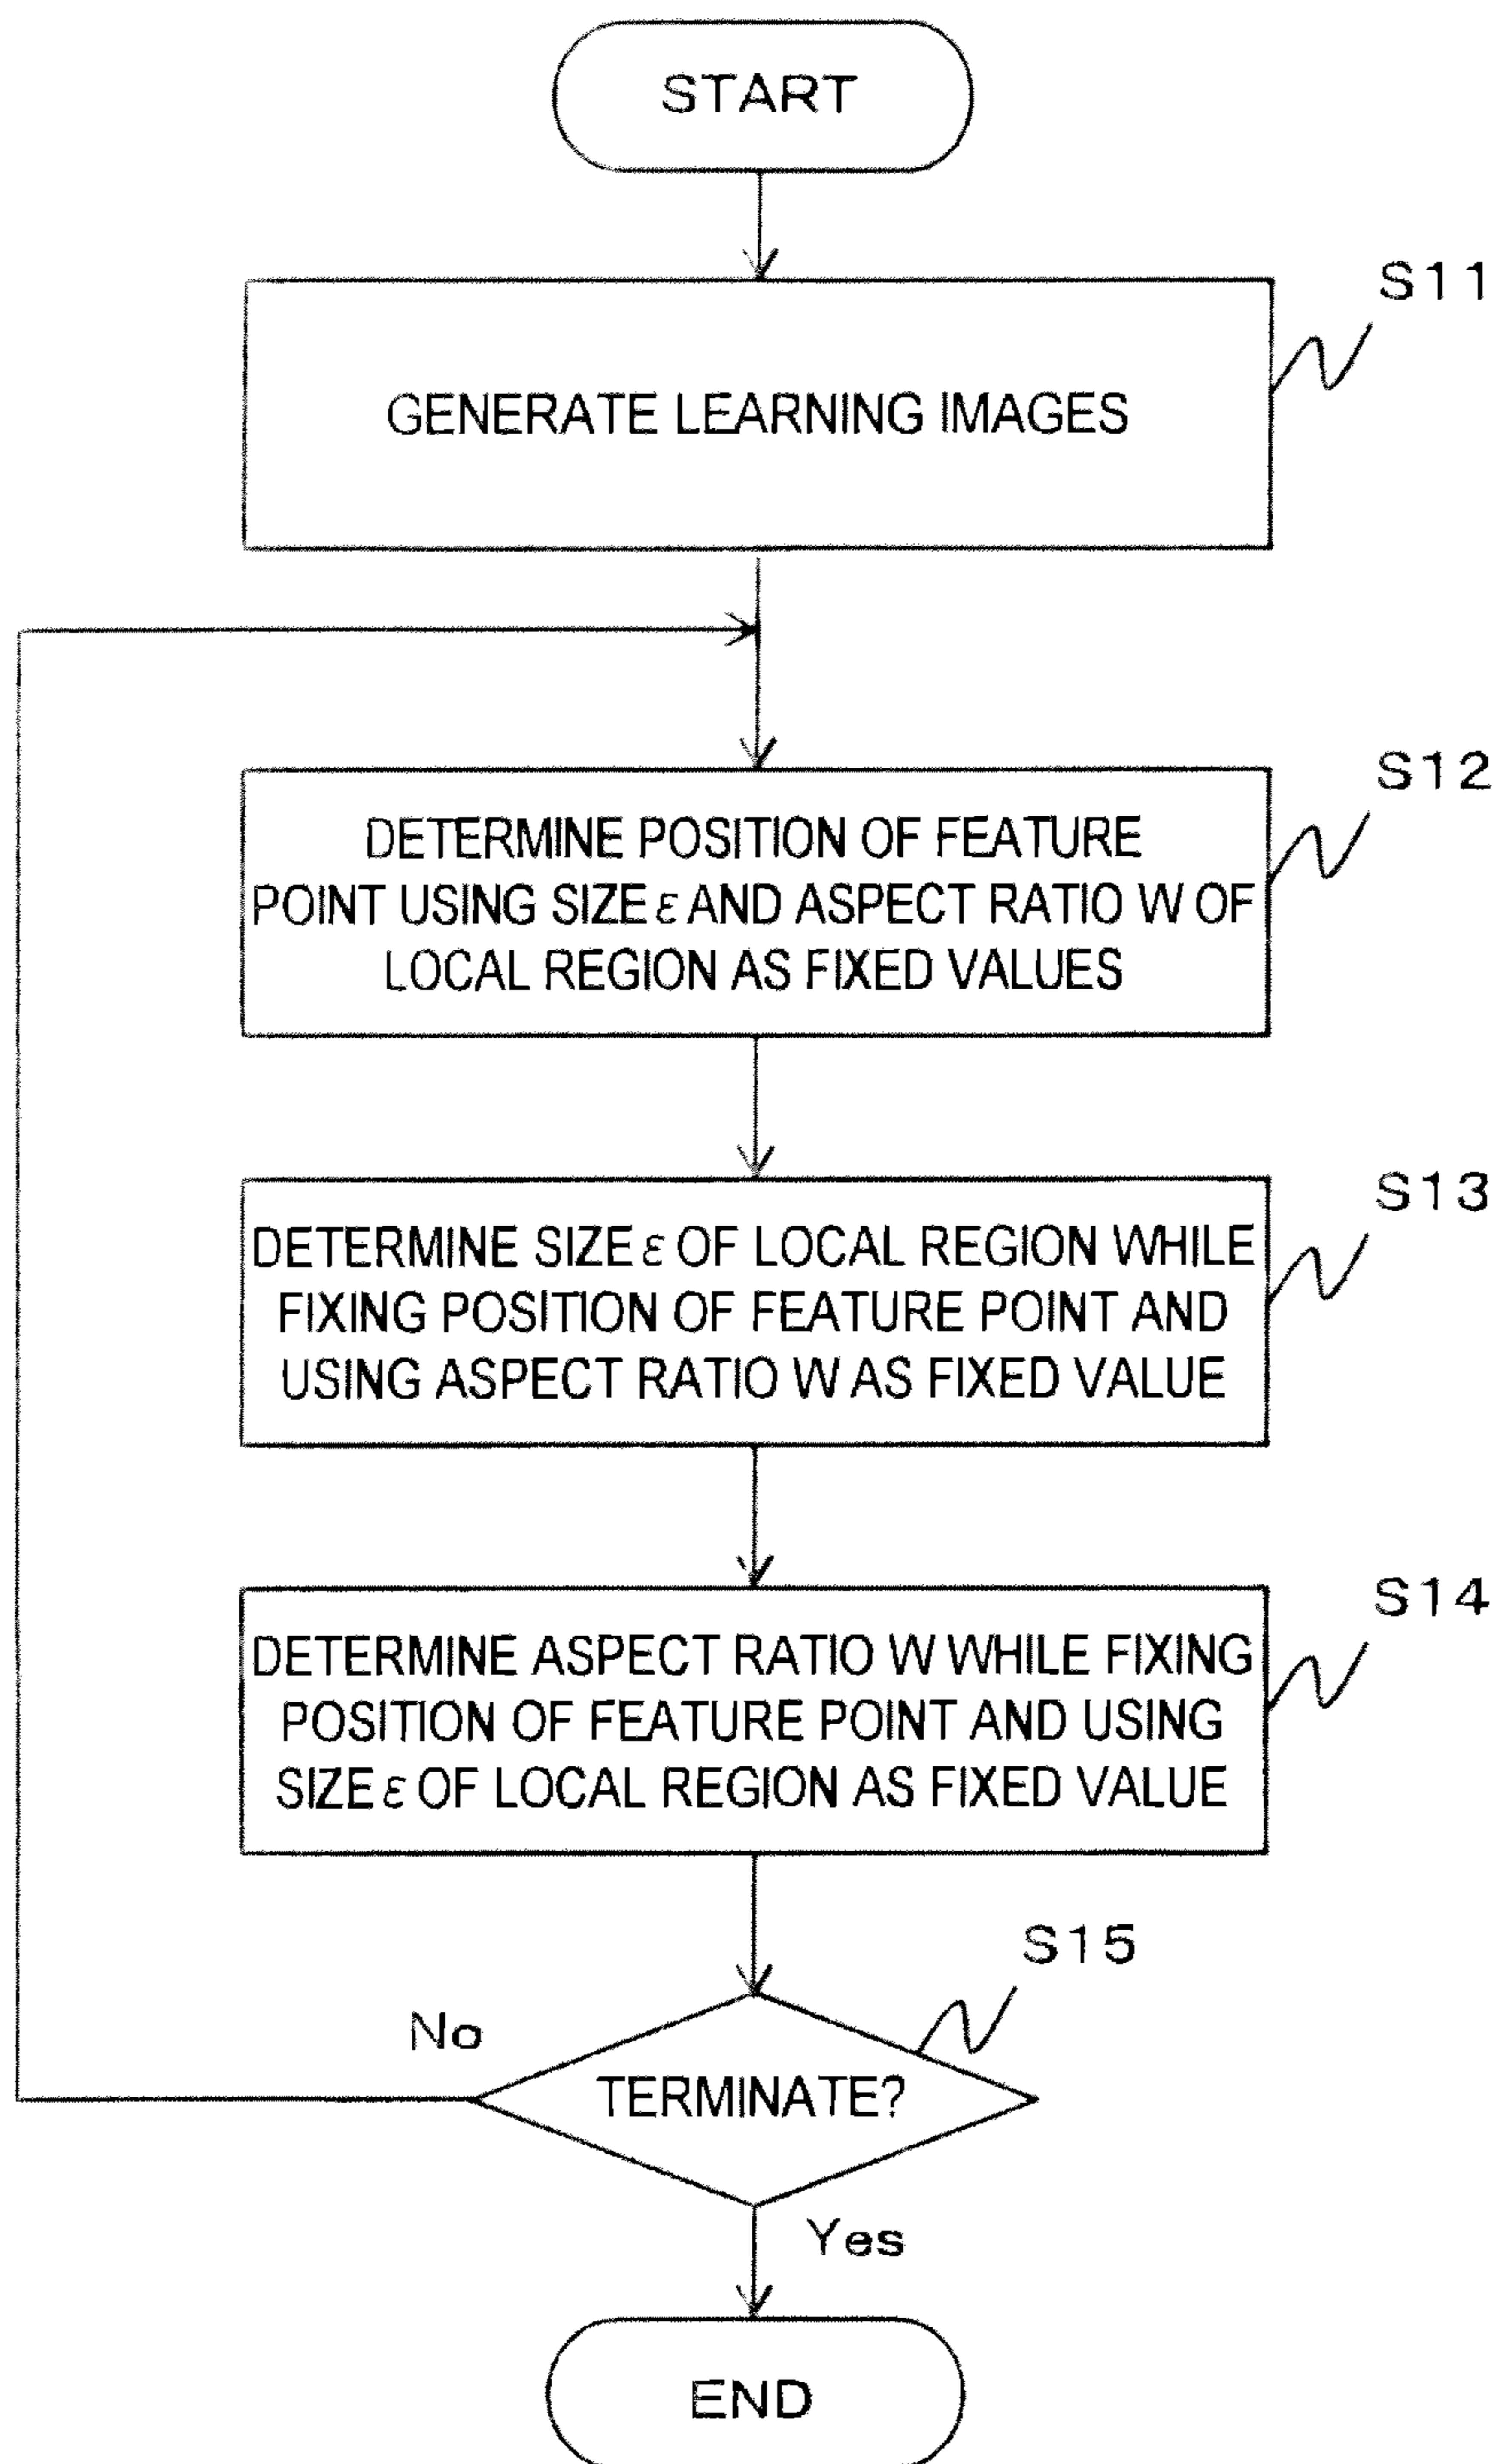 START
S11
GENERATE LEARNING IMAGES
S12
DETERMINE POSITION OF FEATURE
POINT USING SIZE ε AND ASPECT RATIO W OF
LOCAL REGION AS FIXED VALUES
S13
DETERMINE SIZE ε OF LOCAL REGION WHILE
FIXING POSITION OF FEATURE POINT AND
USING ASPECT RATIO W AS FIXED VALUE
S14
DETERMINE ASPECT RATIO W WHILE FIXING
POSITION OF FEATURE POINT AND USING
SIZE ε OF LOCAL REGION AS FIXED VALUE
S15
No
TERMINATE?
Yes
END